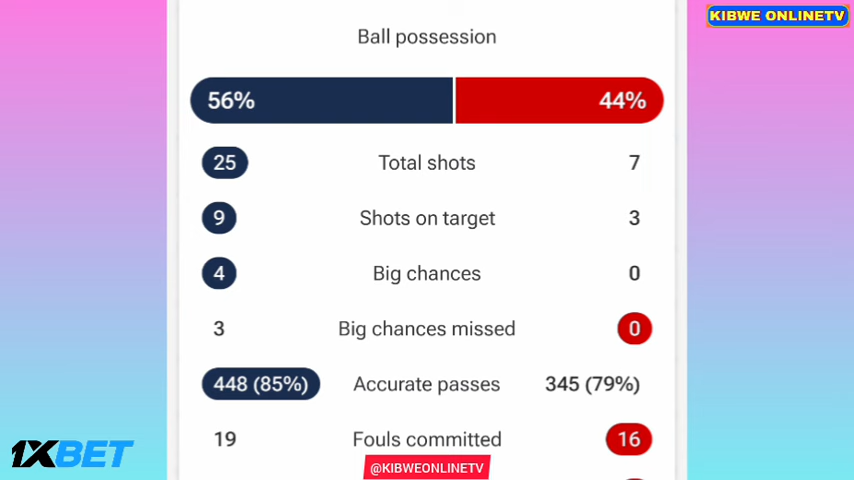 KIBWE ONLINETV
Ball possession
56% 44%
25 Total shots 7
9 Shots on target 3
4 Big chances 0
3 Big chances missed 0
448 (85%) Accurate passes 345 (79%)
19 Fouls committed 16
1XBET
@KIBWEONLINETV